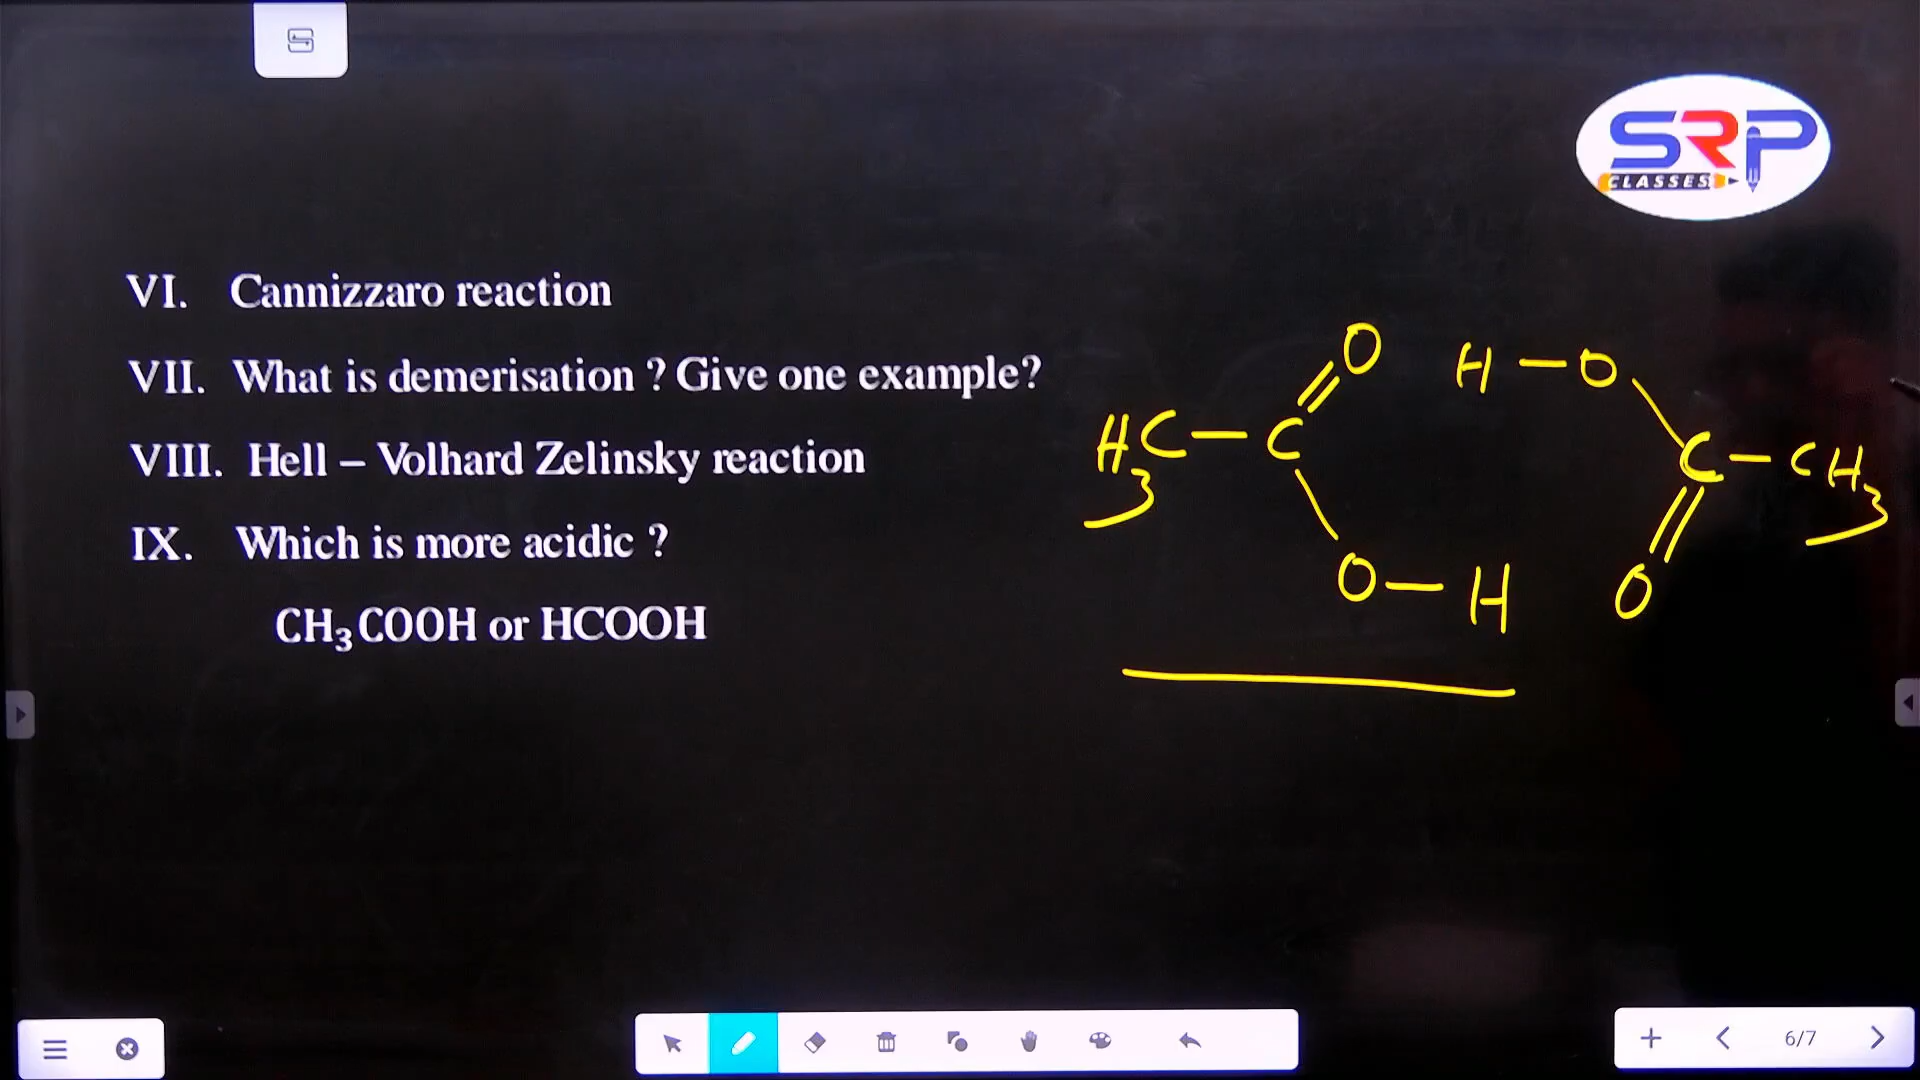 SRP
CLASSES
VI. Cannizzaro reaction
VII. What is demerisation ? Give one example?
VIII. Hell – Volhard Zelinsky reaction
IX. Which is more acidic ?
CH₃COOH or HCOOH
O H — O
H₃C — C C — CH₃
O — H O
6/7